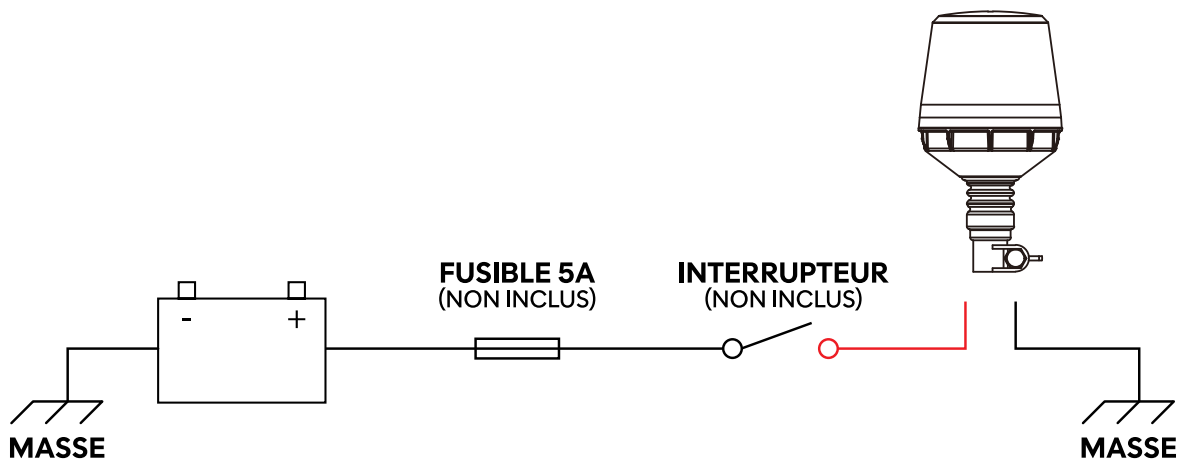 FUSIBLE 5A
(NON INCLUS)
INTERRUPTEUR
(NON INCLUS)
- +
MASSE
MASSE